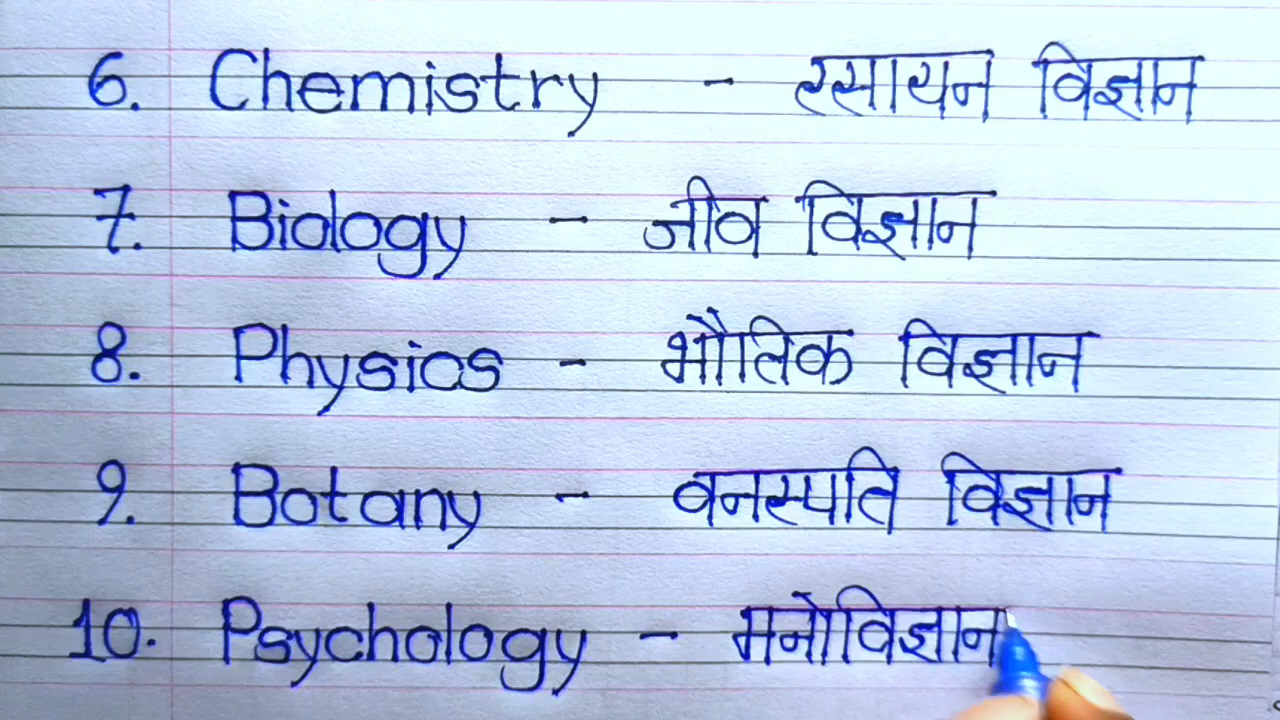 6. Chemistry - रसायन विज्ञान
7. Biology - जीव विज्ञान
8. Physics - भौतिक विज्ञान
9. Botany - वनस्पति विज्ञान
10. Psychology - मनोविज्ञान